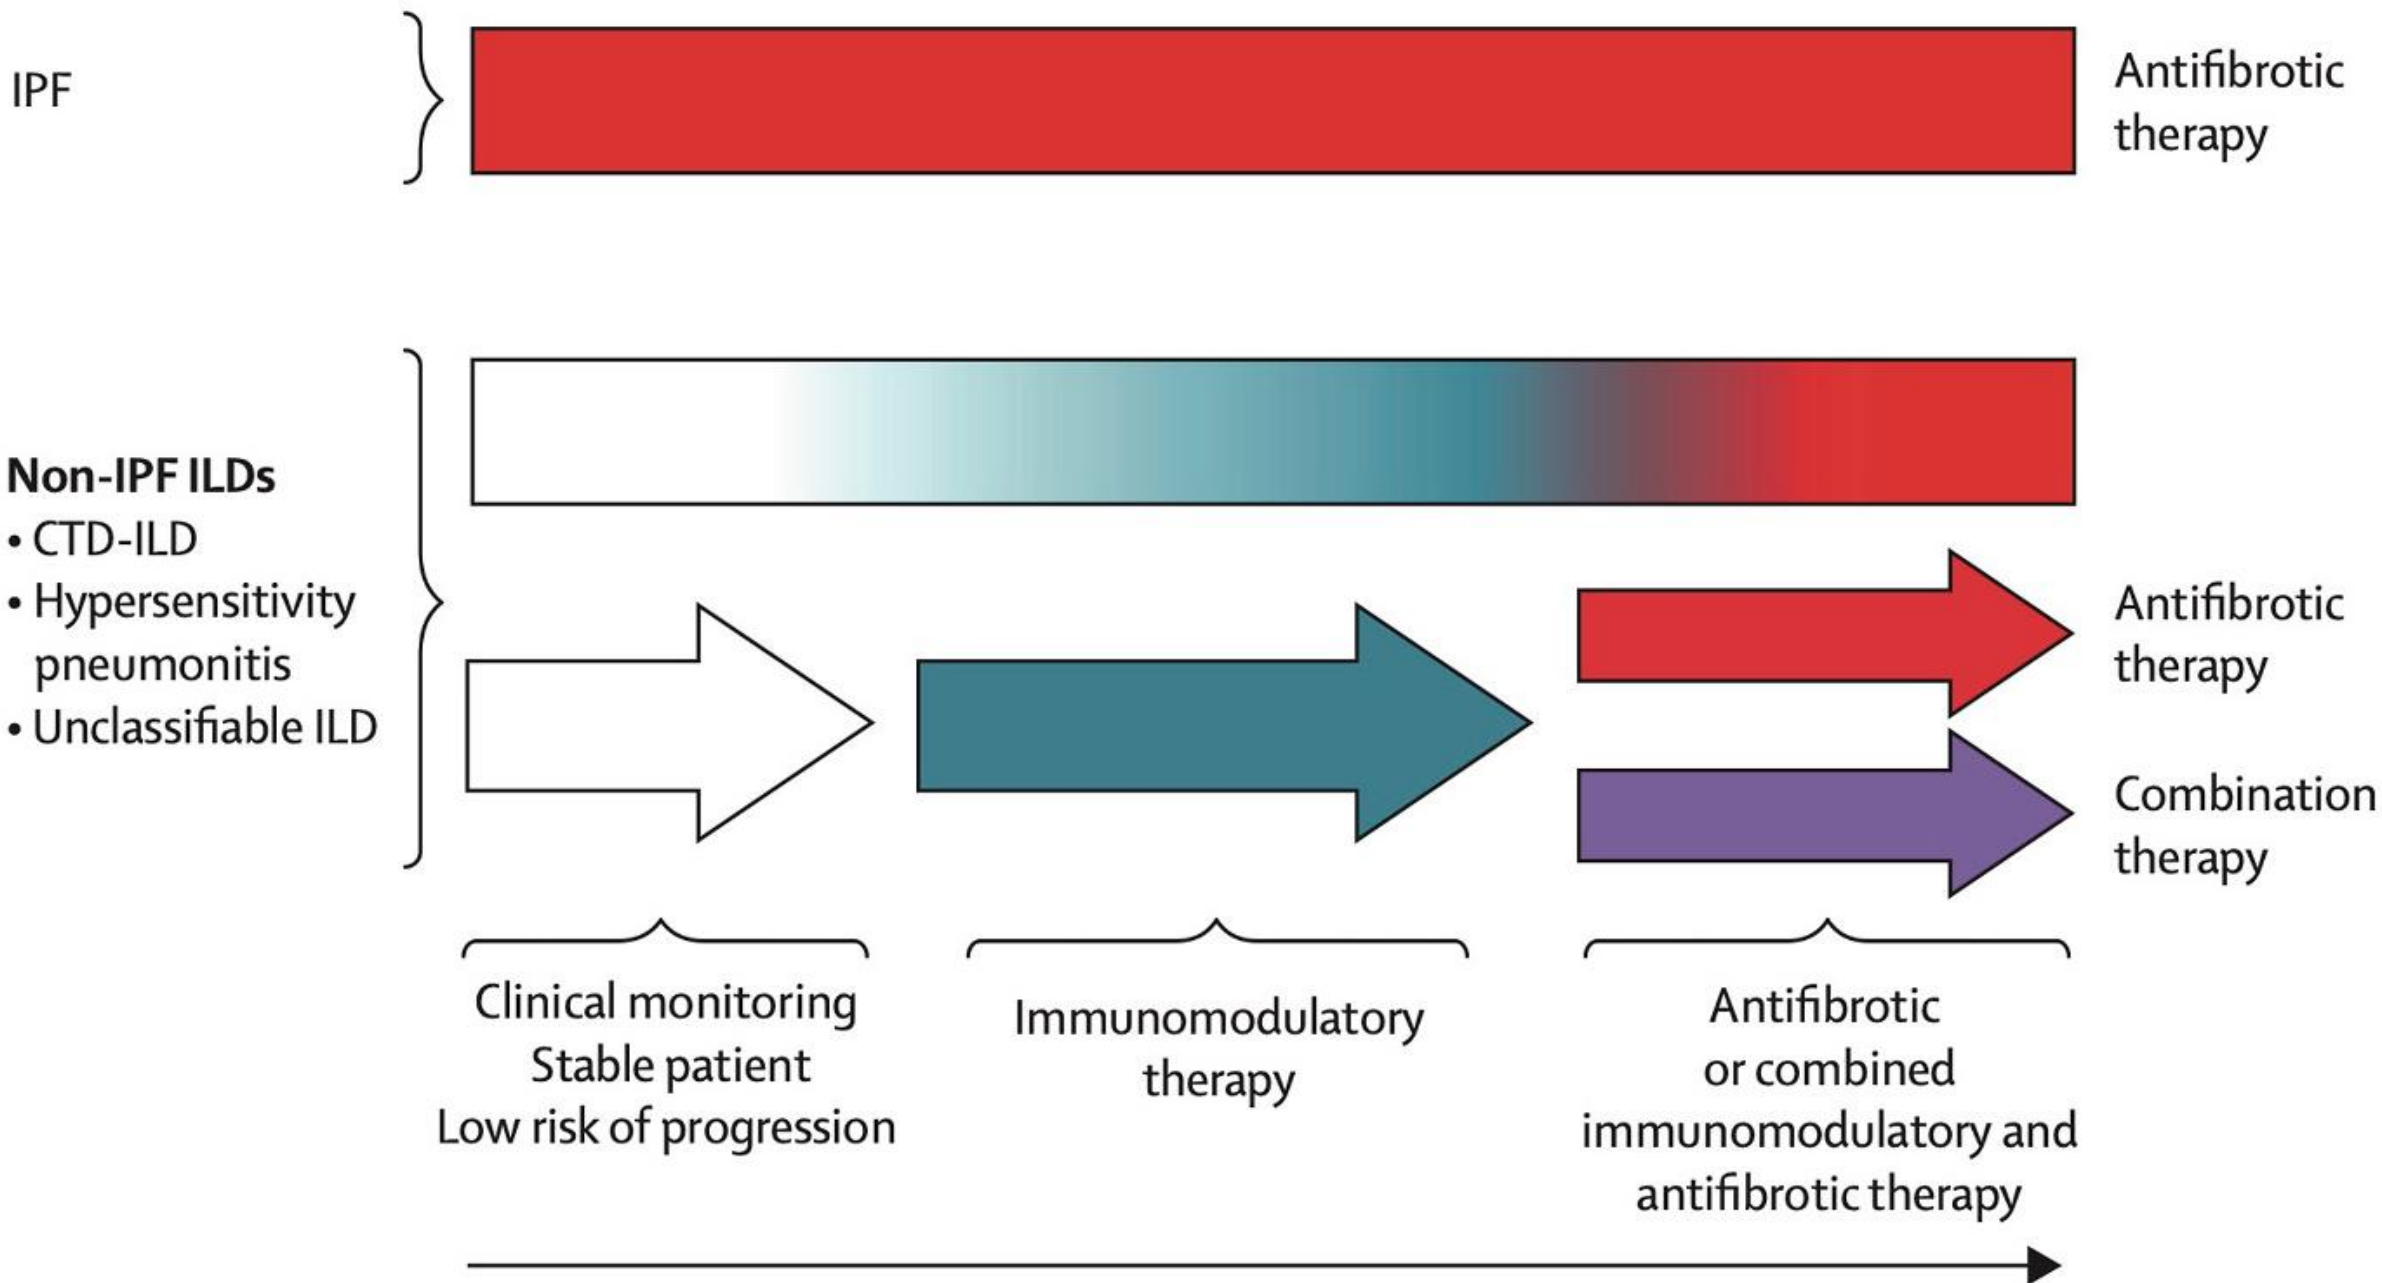 IPF
Antifibrotic
therapy
Non-IPF ILDs
• CTD-ILD
• Hypersensitivity
pneumonitis
• Unclassifiable ILD
Antifibrotic
therapy
Combination
therapy
Clinical monitoring
Stable patient
Low risk of progression
Immunomodulatory
therapy
Antifibrotic
or combined
immunomodulatory and
antifibrotic therapy